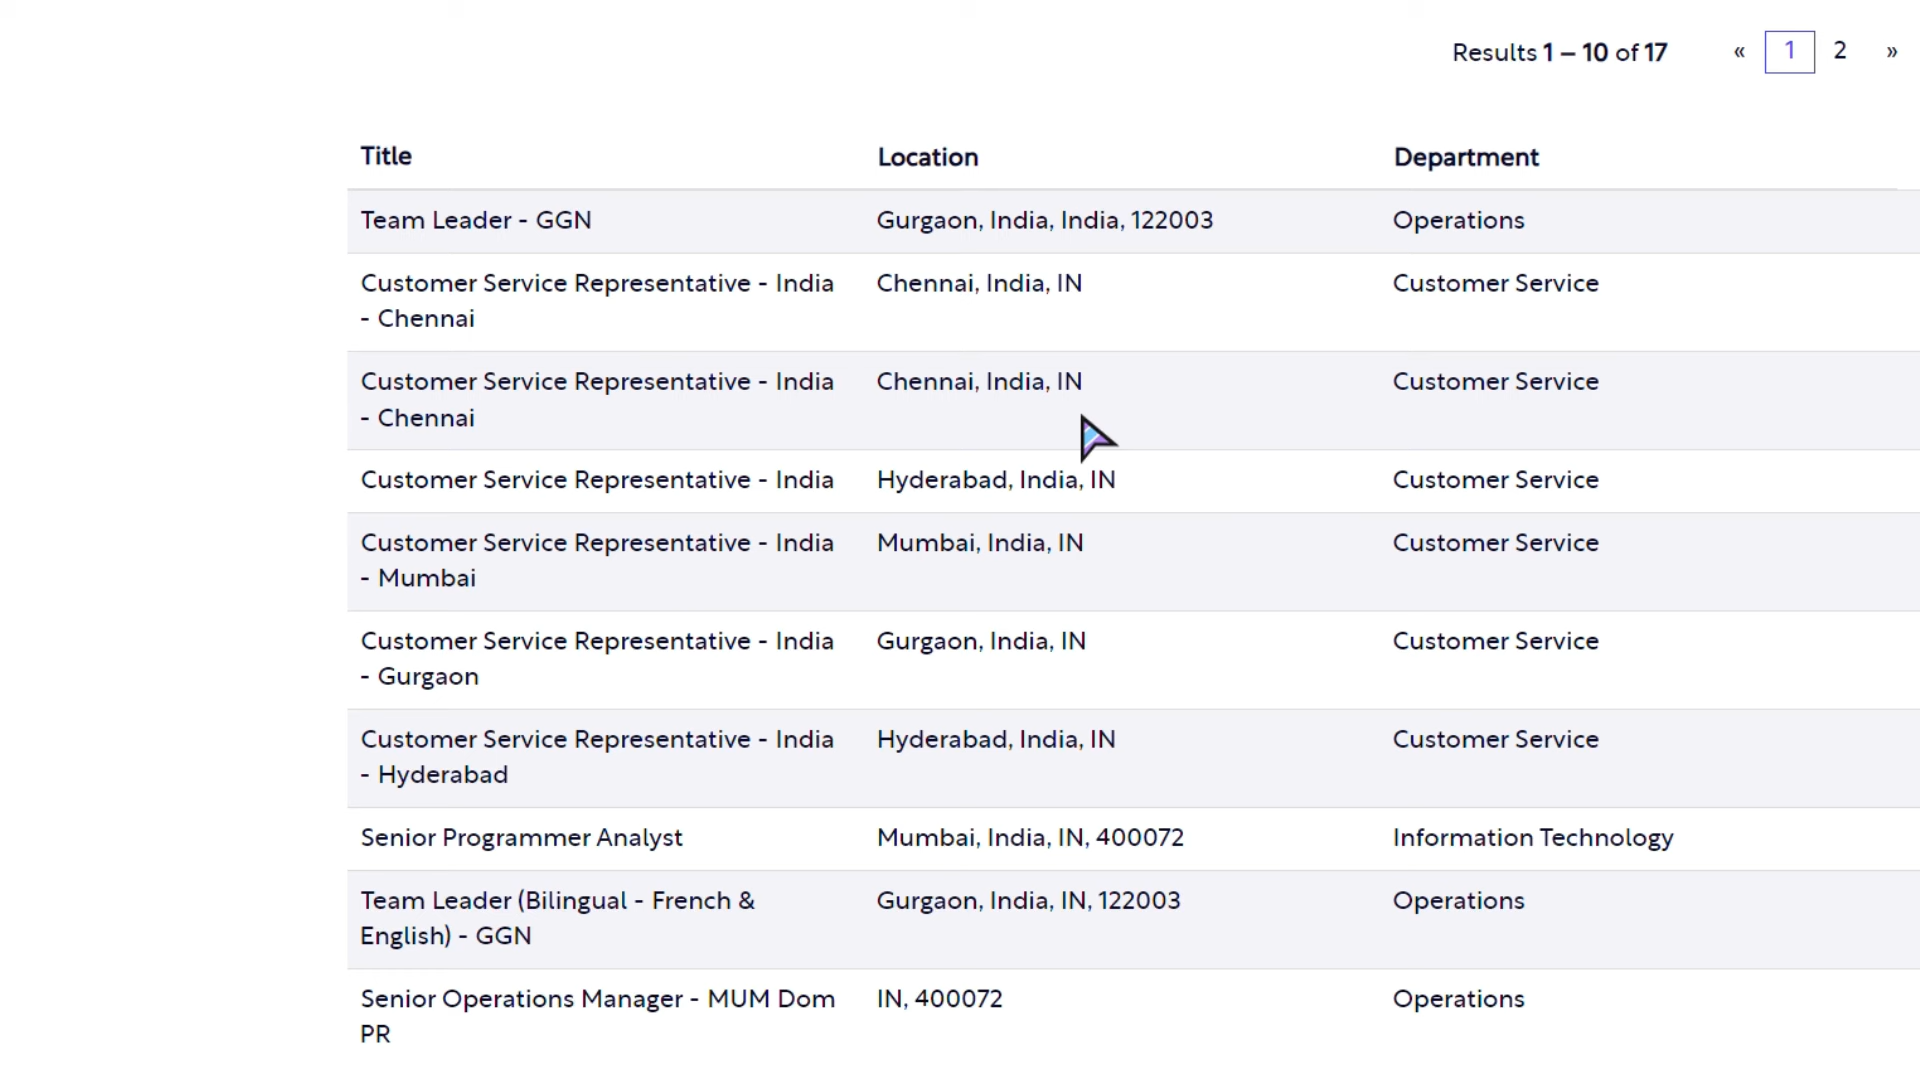 Results 1 – 10 of 17 « 1 2 »
Title Location Department
Team Leader - GGN Gurgaon, India, India, 122003 Operations
Customer Service Representative - India Chennai, India, IN Customer Service
- Chennai
Customer Service Representative - India Chennai, India, IN Customer Service
- Chennai
Customer Service Representative - India Hyderabad, India, IN Customer Service
Customer Service Representative - India Mumbai, India, IN Customer Service
- Mumbai
Customer Service Representative - India Gurgaon, India, IN Customer Service
- Gurgaon
Customer Service Representative - India Hyderabad, India, IN Customer Service
- Hyderabad
Senior Programmer Analyst Mumbai, India, IN, 400072 Information Technology
Team Leader (Bilingual - French & Gurgaon, India, IN, 122003 Operations
English) - GGN
Senior Operations Manager - MUM Dom IN, 400072 Operations
PR